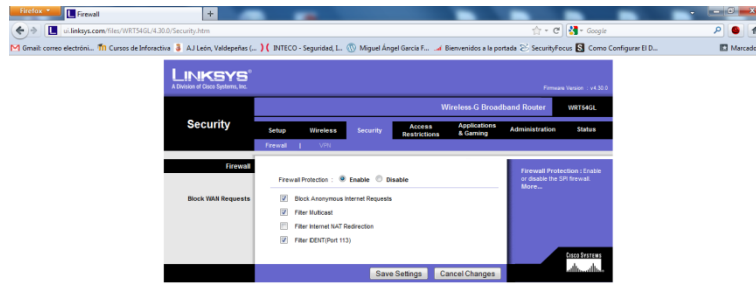 Firefox
Firewall
ui.linksys.com/files/WRT54GL/4.30.0/Security.htm
Google
Gmail: correo electróni... Cursos de Inforactiva A.J León, Valdepeñas (... INTECO - Seguridad, I... Miguel Ángel García F... Bienvenidos a la portada SecurityFocus Como Configurar El D... Marcado
LINKSYS®
A Division of Cisco Systems, Inc.
Firmware Version : v4.30.0
Wireless-G Broadband Router WRT54GL
Security
Setup Wireless Security Access Restrictions Applications & Gaming Administration Status
Firewall | VPN
Firewall
Firewall Protection : Enable Disable
Block WAN Requests
Block Anonymous Internet Requests
Filter Multicast
Filter Internet NAT Redirection
Filter IDENT(Port 113)
Firewall Protection : Enable
or disable the SPI firewall.
More...
Save Settings Cancel Changes
CISCO SYSTEMS